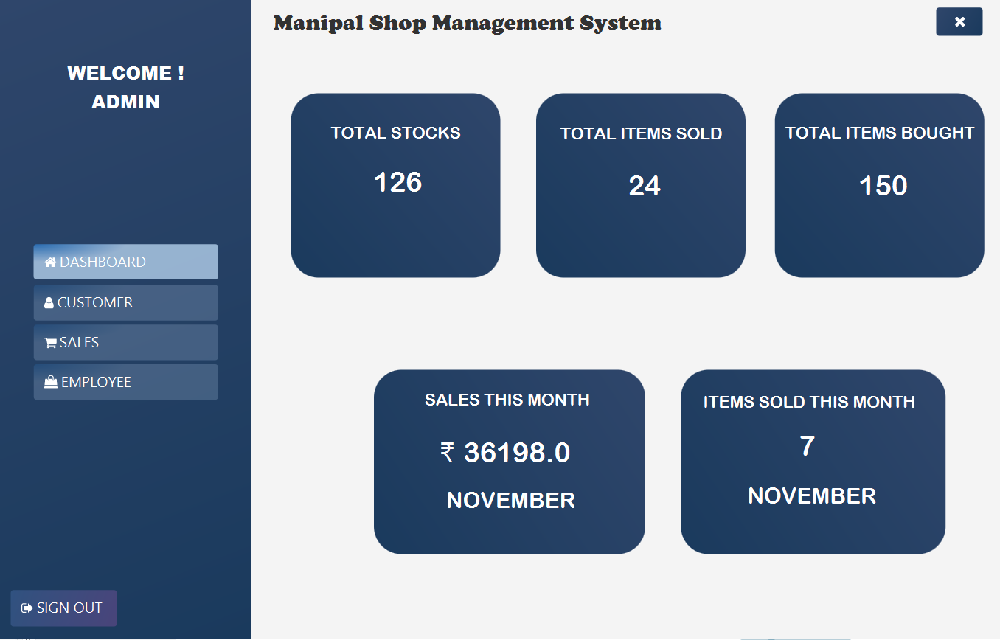 Manipal Shop Management System
WELCOME !
ADMIN
DASHBOARD
CUSTOMER
SALES
EMPLOYEE
SIGN OUT
TOTAL STOCKS
126
TOTAL ITEMS SOLD
24
TOTAL ITEMS BOUGHT
150
SALES THIS MONTH
₹ 36198.0
NOVEMBER
ITEMS SOLD THIS MONTH
7
NOVEMBER